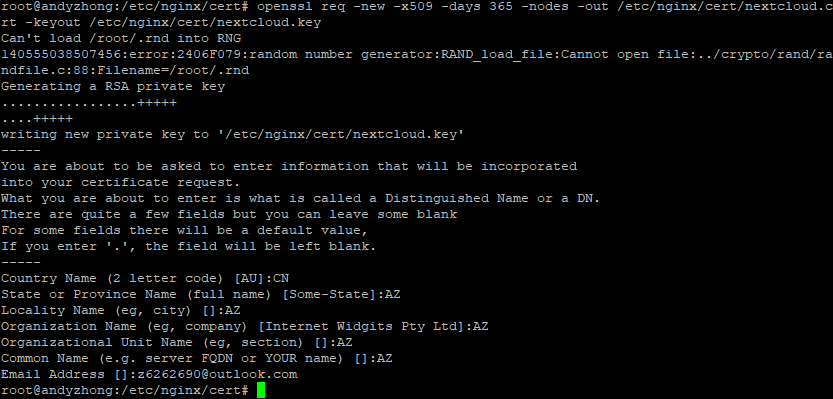 root@andyzhong:/etc/nginx/cert# openssl req -new -x509 -days 365 -nodes -out /etc/nginx/cert/nextcloud.c
rt -keyout /etc/nginx/cert/nextcloud.key
Can't load /root/.rnd into RNG
140555038507456:error:2406F079:random number generator:RAND_load_file:Cannot open file:../crypto/rand/ra
ndfile.c:88:Filename=/root/.rnd
Generating a RSA private key
.................+++++
....+++++
writing new private key to '/etc/nginx/cert/nextcloud.key'
-----
You are about to be asked to enter information that will be incorporated
into your certificate request.
What you are about to enter is what is called a Distinguished Name or a DN.
There are quite a few fields but you can leave some blank
For some fields there will be a default value,
If you enter '.', the field will be left blank.
-----
Country Name (2 letter code) [AU]:CN
State or Province Name (full name) [Some-State]:AZ
Locality Name (eg, city) []:AZ
Organization Name (eg, company) [Internet Widgits Pty Ltd]:AZ
Organizational Unit Name (eg, section) []:AZ
Common Name (e.g. server FQDN or YOUR name) []:AZ
Email Address []:z6262690@outlook.com
root@andyzhong:/etc/nginx/cert#